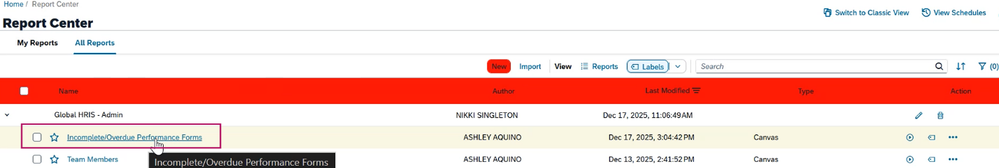 Home / Report Center
Switch to Classic View View Schedules
Report Center
My Reports All Reports
New Import View Reports Labels Search (0)
Name Author Last Modified Type Action
Global HRIS - Admin NIKKI SINGLETON Dec 17, 2025, 11:06:49 AM
Incomplete/Overdue Performance Forms ASHLEY AQUINO Dec 17, 2025, 3:04:42 PM Canvas
Team Members ASHLEY AQUINO Dec 13, 2025, 2:41:52 PM Canvas
Incomplete/Overdue Performance Forms